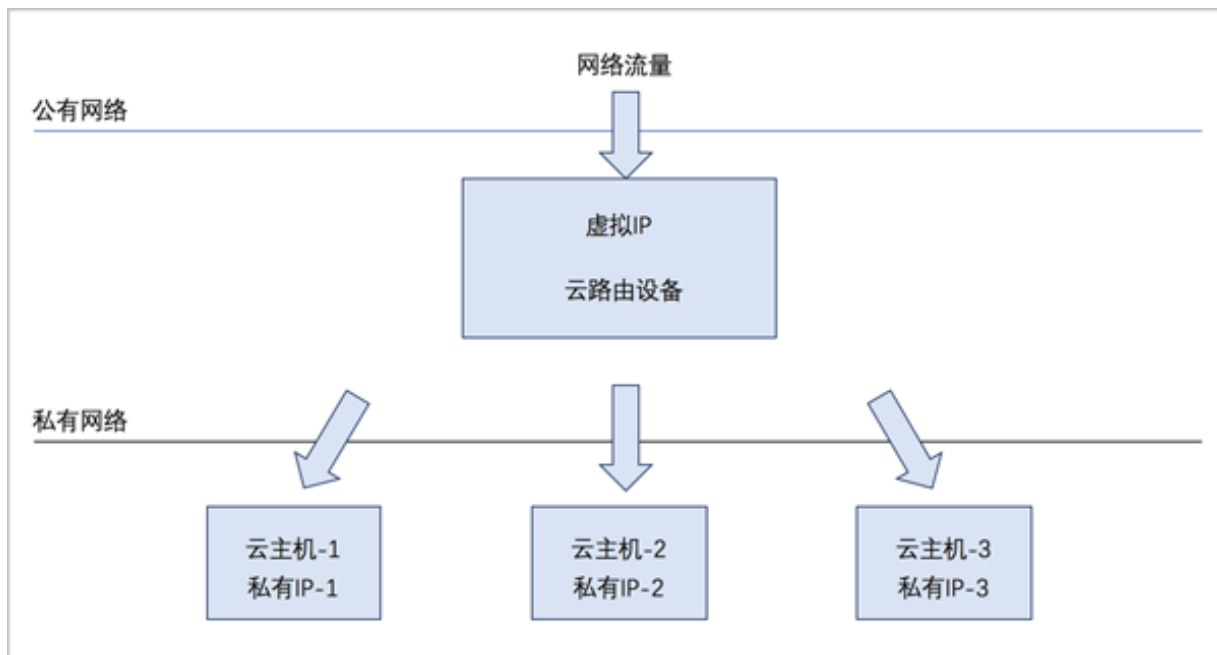 网络流量
公有网络
虚拟IP
云路由设备
私有网络
云主机-1
私有IP-1
云主机-2
私有IP-2
云主机-3
私有IP-3